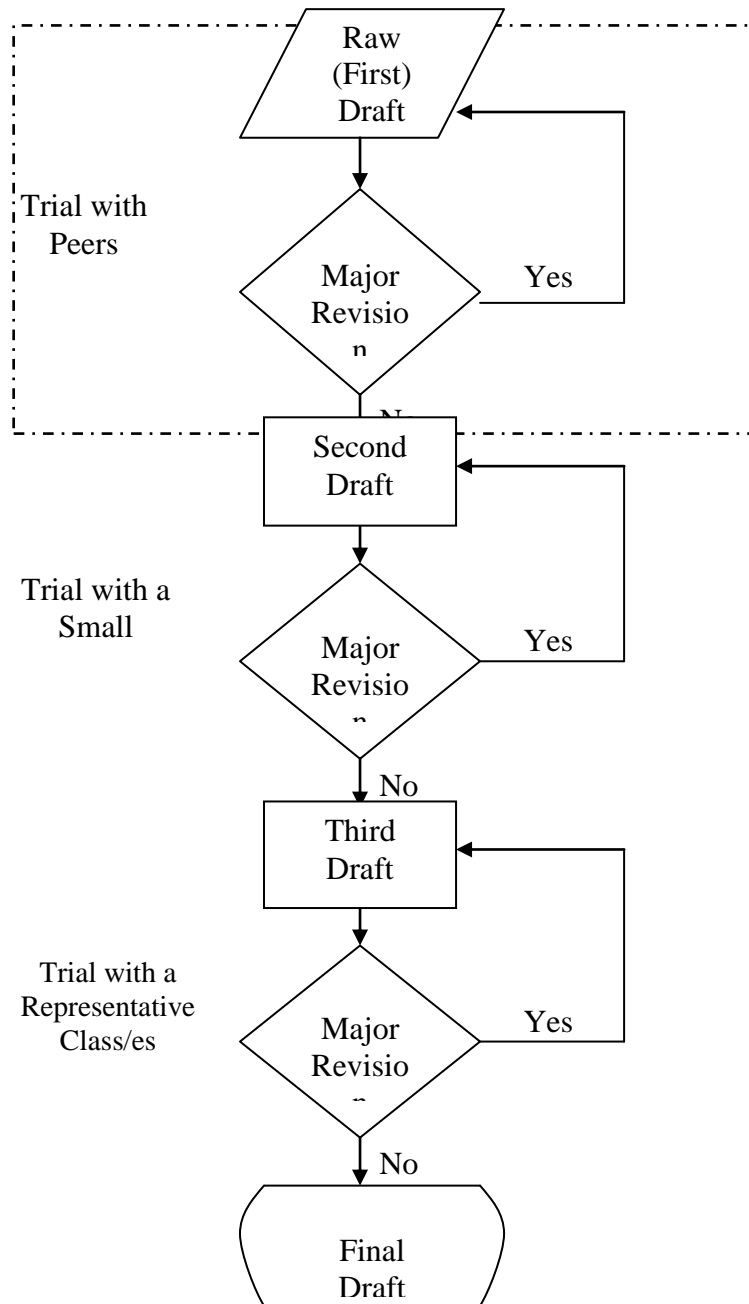 Raw
(First)
Draft
Trial with
Peers
Major
Revisio
n
Yes
No
Second
Draft
Trial with a
Small
Major
Revisio
n
Yes
No
Third
Draft
Trial with a
Representative
Class/es
Major
Revisio
n
Yes
No
Final
Draft